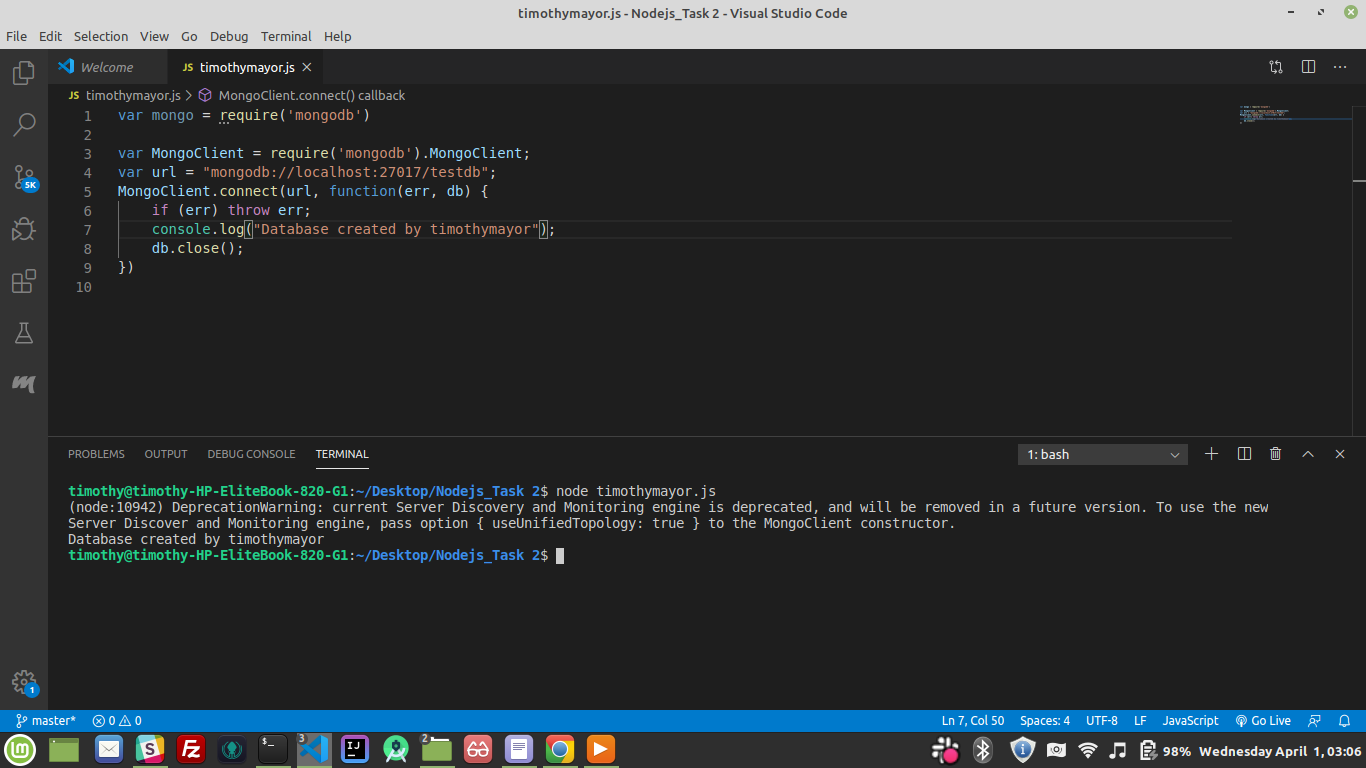 timothymayor.js - Nodejs_Task 2 - Visual Studio Code
File Edit Selection View Go Debug Terminal Help
Welcome JS timothymayor.js
JS timothymayor.js > MongoClient.connect() callback
1 var mongo = require('mongodb')
2
3 var MongoClient = require('mongodb').MongoClient;
4 var url = "mongodb://localhost:27017/testdb";
5 MongoClient.connect(url, function(err, db) {
6 if (err) throw err;
7 console.log("Database created by timothymayor");
8 db.close();
9 })
10
5K
PROBLEMS OUTPUT DEBUG CONSOLE TERMINAL 1: bash
timothy@timothy-HP-EliteBook-820-G1:~/Desktop/Nodejs_Task 2$ node timothymayor.js
(node:10942) DeprecationWarning: current Server Discovery and Monitoring engine is deprecated, and will be removed in a future version. To use the new
Server Discover and Monitoring engine, pass option { useUnifiedTopology: true } to the MongoClient constructor.
Database created by timothymayor
timothy@timothy-HP-EliteBook-820-G1:~/Desktop/Nodejs_Task 2$
1
master* 0 0 Ln 7, Col 50 Spaces: 4 UTF-8 LF JavaScript Go Live
3 2 98% Wednesday April 1, 03:06